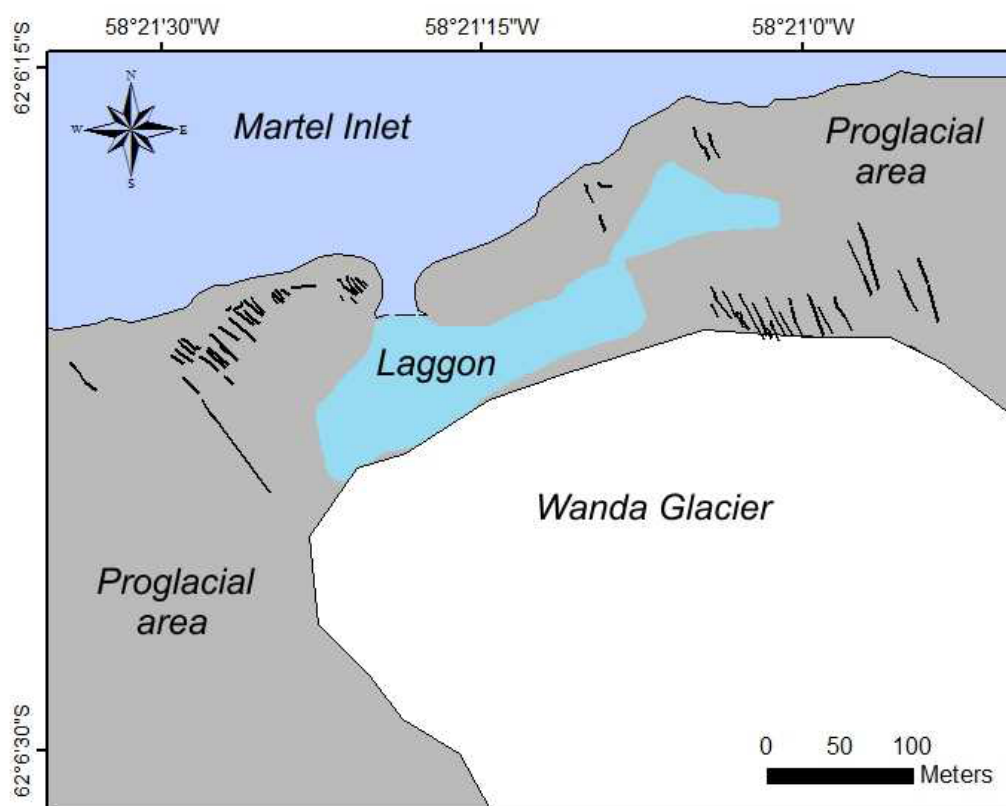 58°21'30"W 58°21'15"W 58°21'0"W
62°6'15"S
N
W E
S
Martel Inlet
Proglacial
area
Laggon
Wanda Glacier
Proglacial
area
62°6'30"S
0 50 100
Meters